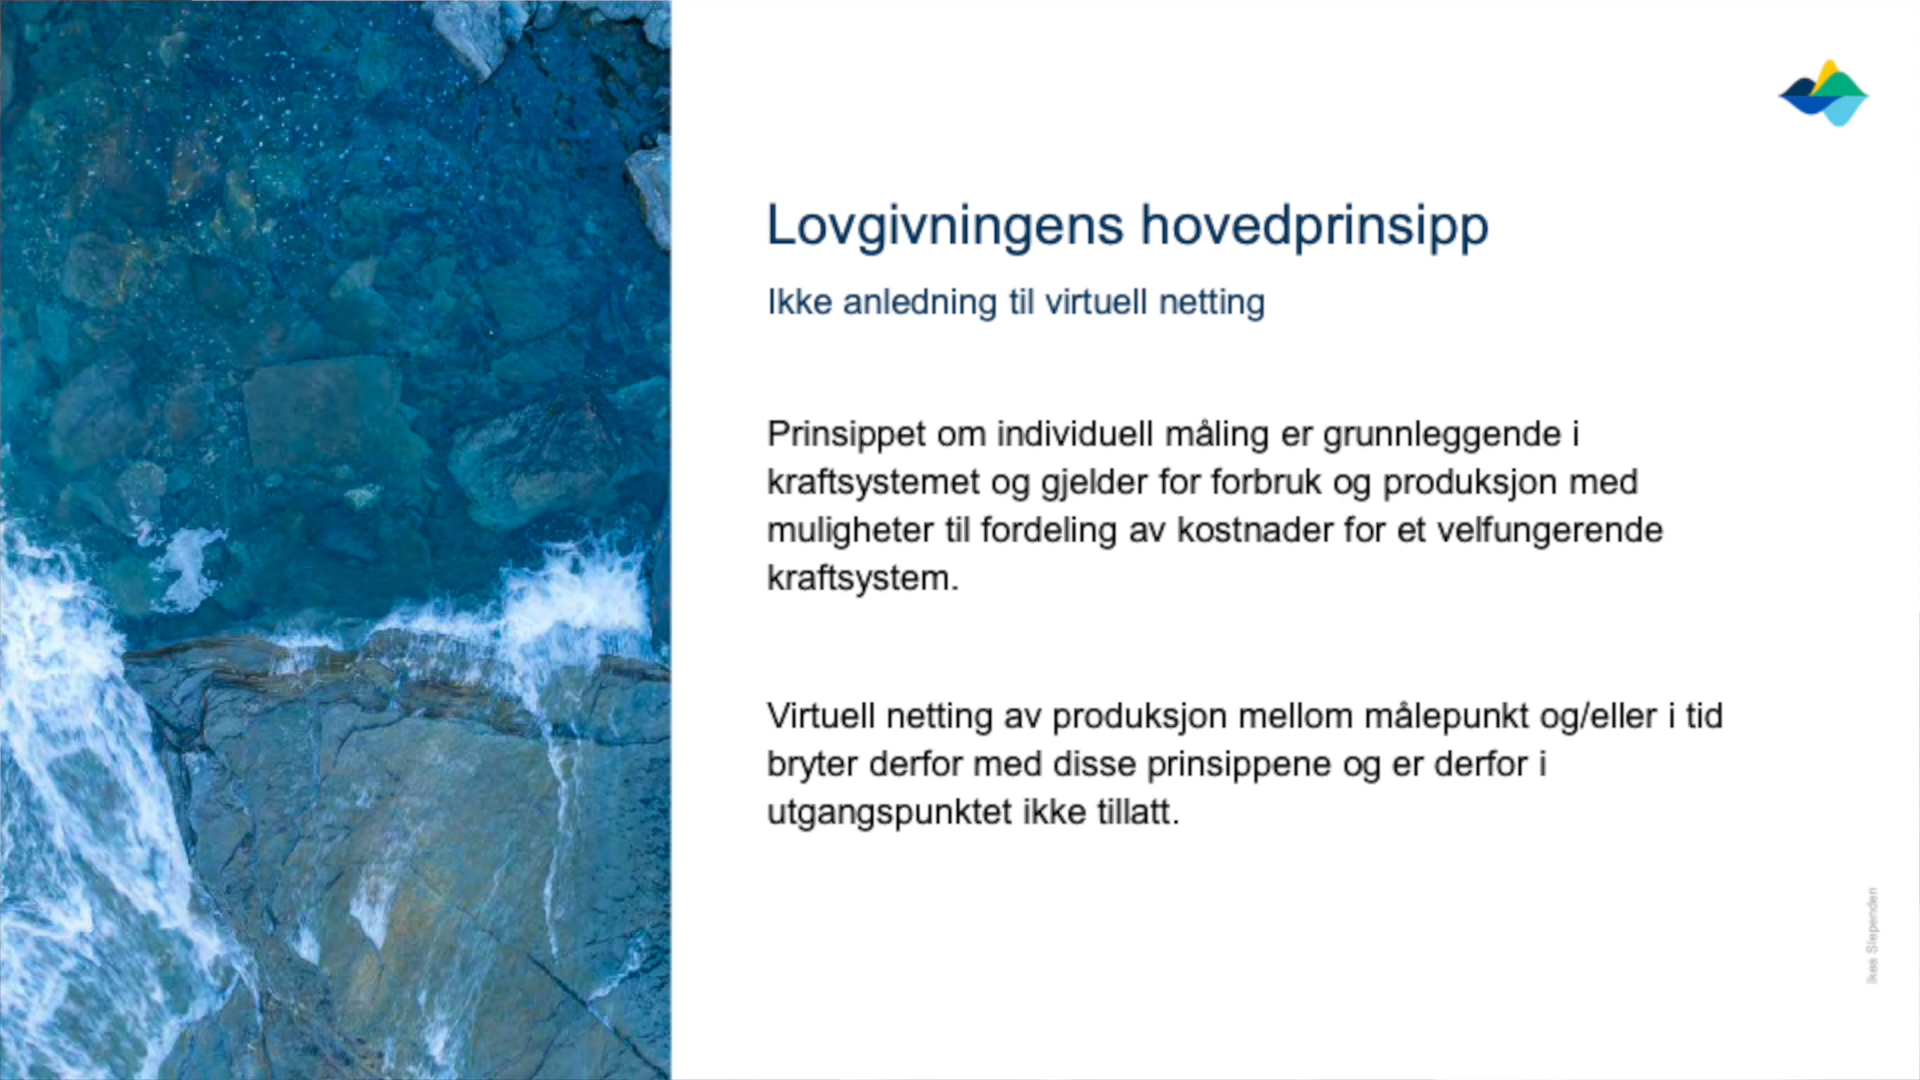 Lovgivningens hovedprinsipp
Ikke anledning til virtuell netting
Prinsippet om individuell måling er grunnleggende i
kraftsystemet og gjelder for forbruk og produksjon med
muligheter til fordeling av kostnader for et velfungerende
kraftsystem.
Virtuell netting av produksjon mellom målepunkt og/eller i tid
bryter derfor med disse prinsippene og er derfor i
utgangspunktet ikke tillatt.
Ikea Slependen